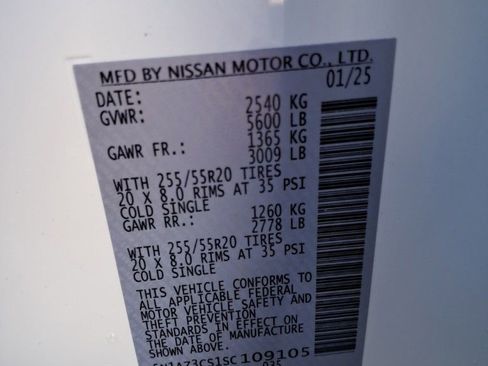 MFD BY NISSAN MOTOR CO., LTD.
DATE: 01/25
GVWR: 2540 KG
5600 LB
GAWR FR.: 1365 KG
3009 LB
WITH 255/55R20 TIRES
20 X 8.0 RIMS AT 35 PSI
COLD SINGLE
GAWR RR.: 1260 KG
2778 LB
WITH 255/55R20 TIRES
20 X 8.0 RIMS AT 35 PSI
COLD SINGLE
THIS VEHICLE CONFORMS TO
ALL APPLICABLE FEDERAL
MOTOR VEHICLE SAFETY AND
THEFT PREVENTION
STANDARDS IN EFFECT ON
THE DATE OF MANUFACTURE
SHOWN ABOVE.
5N1AZ3CS1SC109105